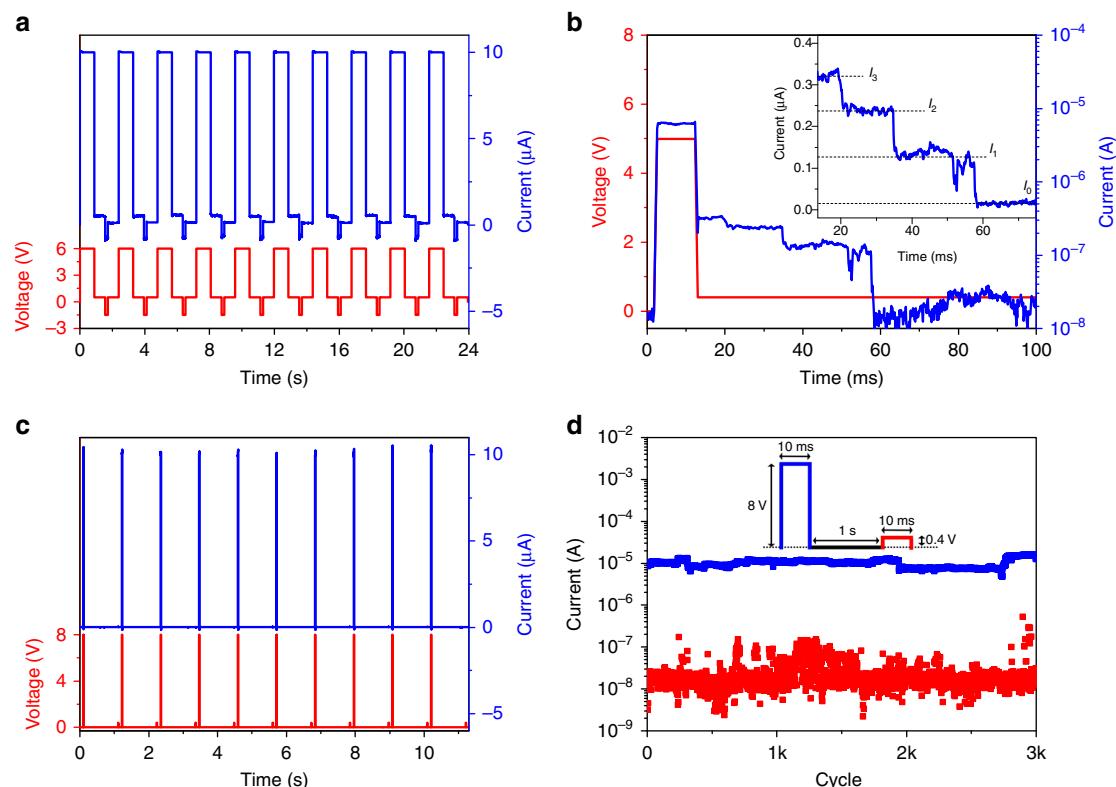 a
10
5
0
−5
Current (μA)
6
3
0
−3
Voltage (V)
0 4 8 12 16 20 24
Time (s)
b
8
6
4
2
0
Voltage (V)
10⁻⁴
10⁻⁵
10⁻⁶
10⁻⁷
10⁻⁸
Current (A)
0.4
0.3
0.2
0.1
0.0
Current (μA)
I₃
I₂
I₁
I₀
20 40 60
Time (ms)
0 20 40 60 80 100
Time (ms)
c
10
5
0
−5
Current (μA)
8
4
0
Voltage (V)
0 2 4 6 8 10
Time (s)
d
10⁻²
10⁻³
10⁻⁴
10⁻⁵
10⁻⁶
10⁻⁷
10⁻⁸
10⁻⁹
Current (A)
10 ms
8 V
1 s
10 ms
0.4 V
0 1k 2k 3k
Cycle